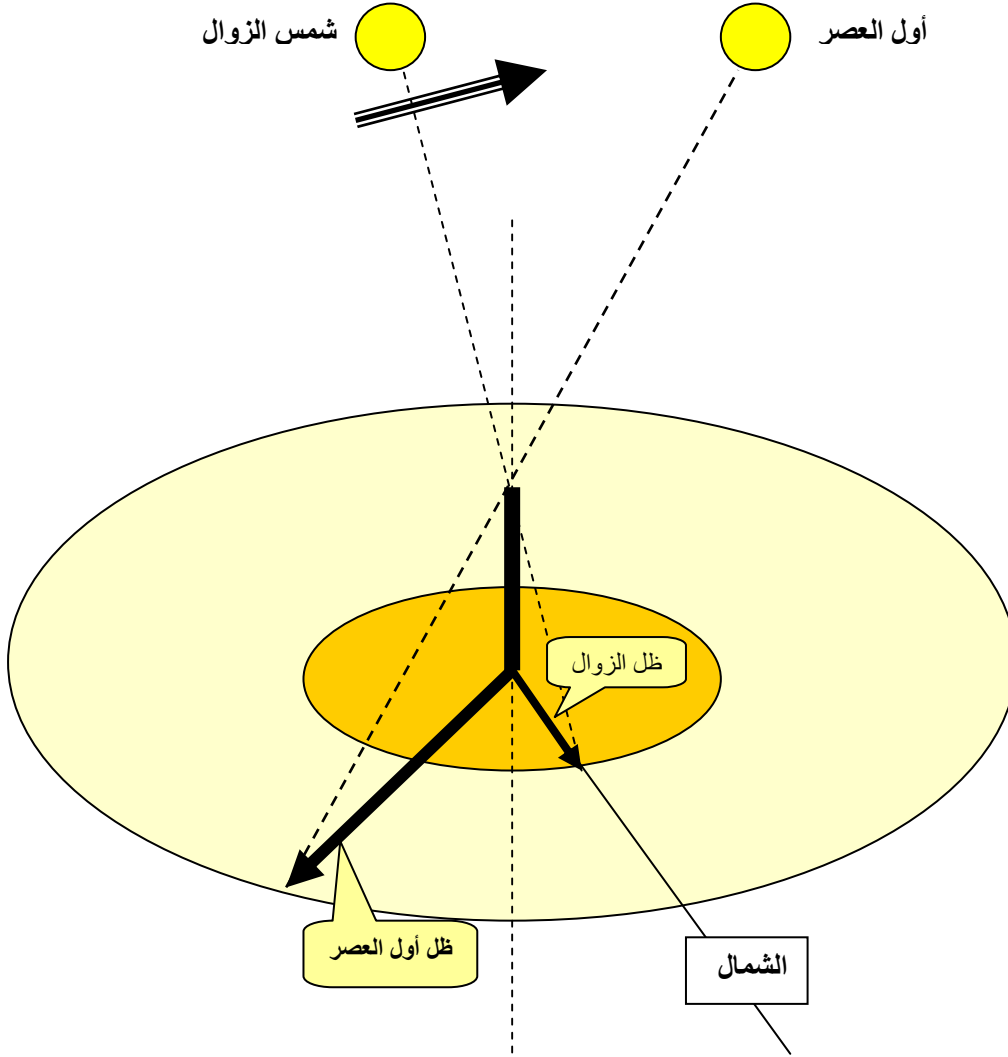 أول العصر
شمس الزوال
ظل الزوال
ظل أول العصر
الشمال